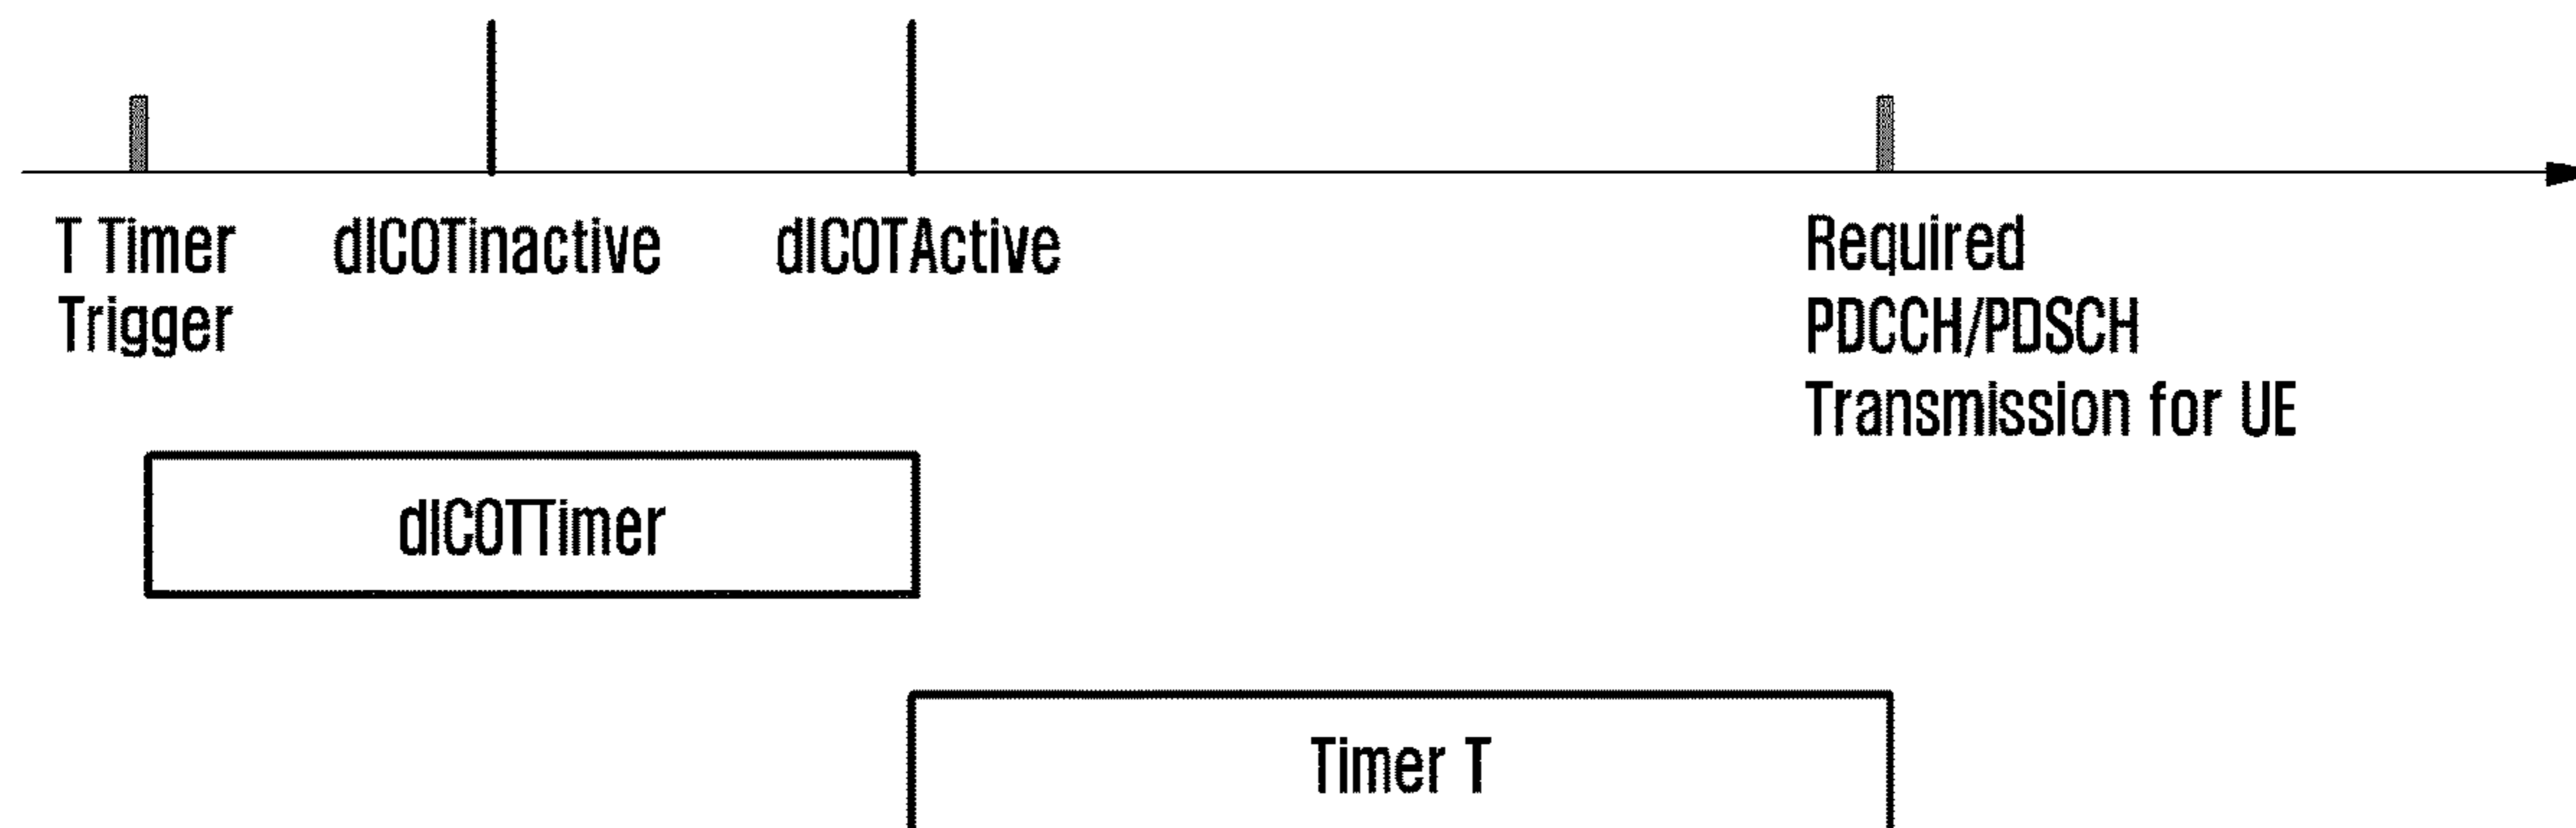 T Timer
Trigger
dlCOTinactive
dlCOTActive
Required
PDCCH/PDSCH
Transmission for UE
dlCOTTimer
Timer T